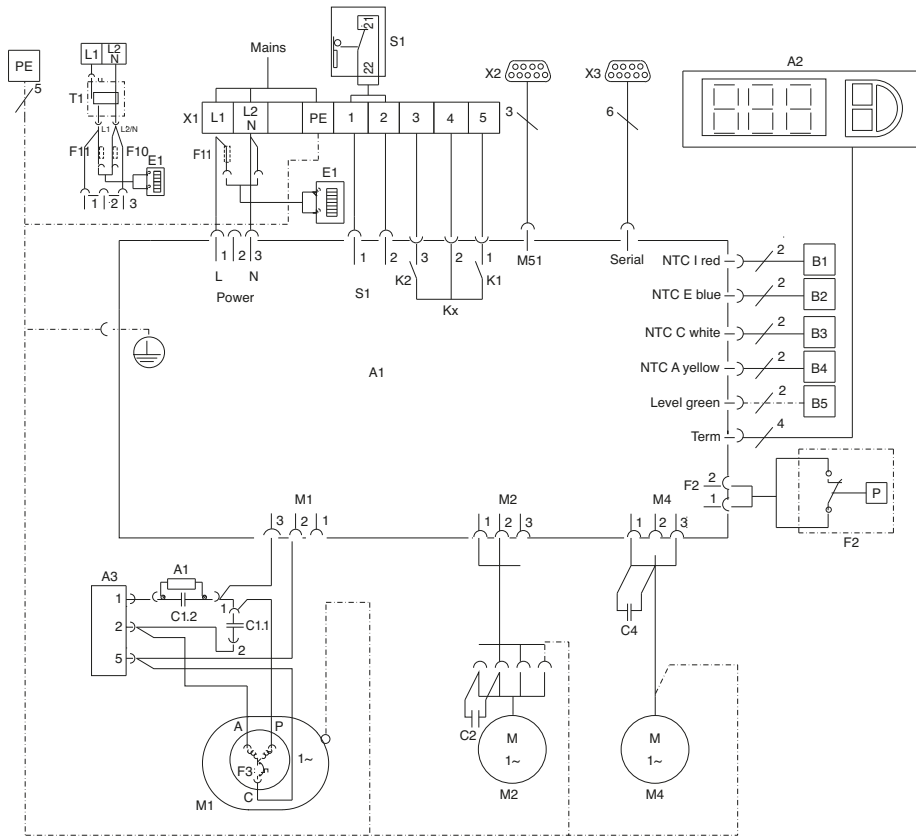 PE
5
L1 L2
N
T1
L1 L2/N
F11 F10
E1
1 2 3
Mains
21
22
S1
X2
X3
A2
X1 L1 L2
N PE 1 2 3 4 5
3
6
F11
E1
1 2 3
L N
Power
1 2
S1
3 2 1
K2 K1
Kx
M51
Serial
NTC I red 2 B1
NTC E blue 2 B2
NTC C white 2 B3
NTC A yellow 2 B4
Level green 2 B5
Term 4
A1
F2 2
1
P
F2
M1
3 2 1
M2
1 2 3
M4
1 2 3
A3
1
2
5
A1
C1.2
1
C1.1
2
C4
C2
A P
F3
C
1~
M1
M
1~
M2
M
1~
M4